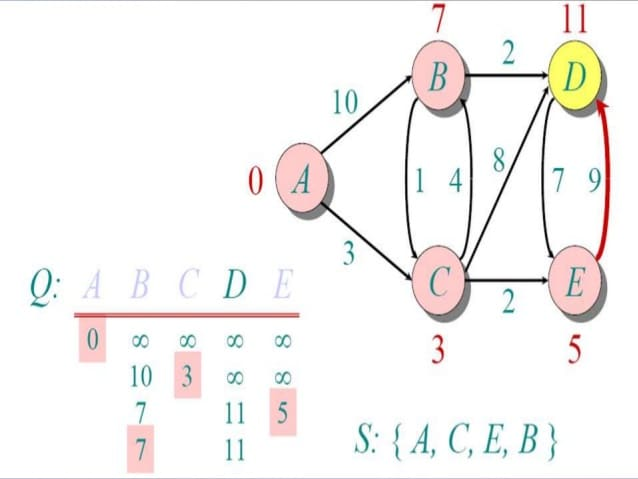 7 11
B 2 D
10
0 A 1 4 8 7 9
3
C 2 E
3 5
Q: A B C D E
0 ∞ ∞ ∞ ∞
10 3 ∞ ∞
7 11 5
7 11
S: { A, C, E, B }